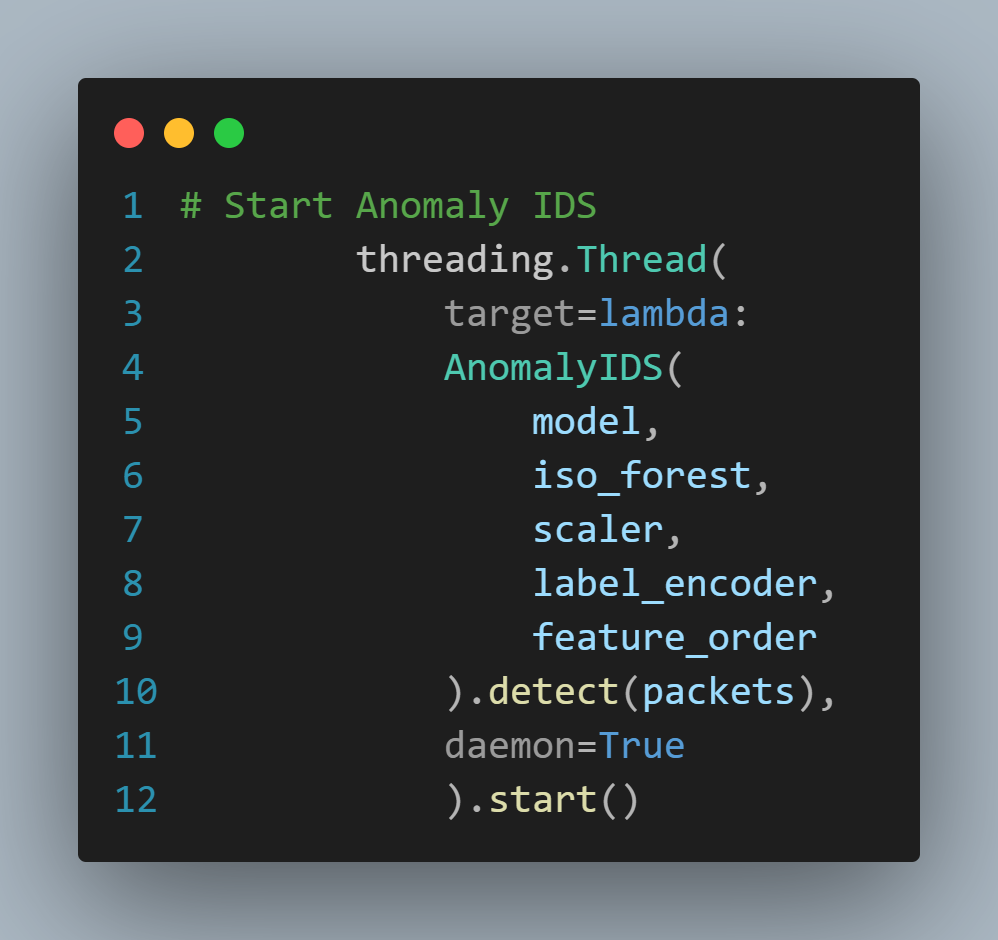 1 # Start Anomaly IDS
2         threading.Thread(
3             target=lambda:
4             AnomalyIDS(
5                 model,
6                 iso_forest,
7                 scaler,
8                 label_encoder,
9                 feature_order
10             ).detect(packets),
11             daemon=True
12             ).start()